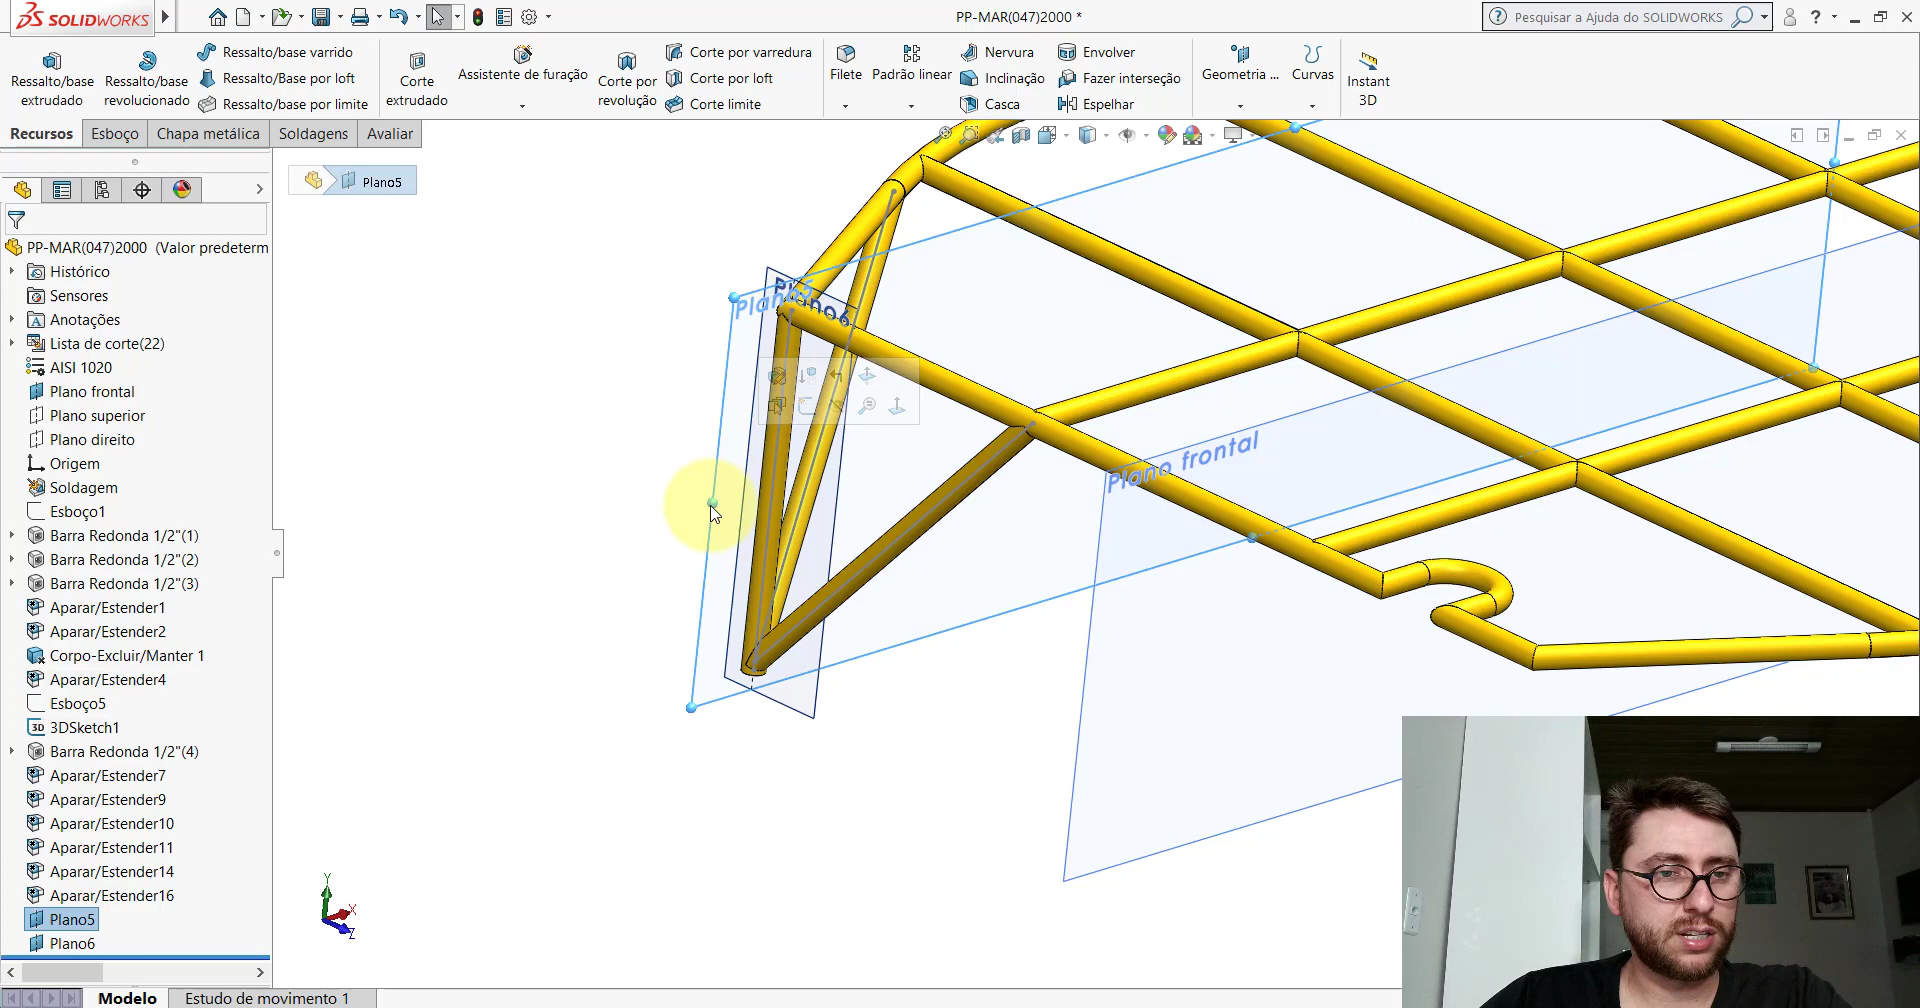 SOLIDWORKS
PP-MAR(047)2000 *
Pesquisar a Ajuda do SOLIDWORKS
Ressalto/base extrudado
Ressalto/base revolucionado
Ressalto/base varrido
Ressalto/Base por loft
Ressalto/base por limite
Corte extrudado
Assistente de furação
Corte por revolução
Corte por varredura
Corte por loft
Corte limite
Filete
Padrão linear
Nervura
Inclinação
Casca
Envolver
Fazer interseção
Espelhar
Geometria ...
Curvas
Instant 3D
Recursos
Esboço
Chapa metálica
Soldagens
Avaliar
Plano5
PP-MAR(047)2000 (Valor predeterm
Histórico
Sensores
Anotações
Lista de corte(22)
AISI 1020
Plano frontal
Plano superior
Plano direito
Origem
Soldagem
Esboço1
Barra Redonda 1/2"(1)
Barra Redonda 1/2"(2)
Barra Redonda 1/2"(3)
Aparar/Estender1
Aparar/Estender2
Corpo-Excluir/Manter 1
Aparar/Estender4
Esboço5
3D 3DSketch1
Barra Redonda 1/2"(4)
Aparar/Estender7
Aparar/Estender9
Aparar/Estender10
Aparar/Estender11
Aparar/Estender14
Aparar/Estender16
Plano5
Plano6
Plano5
Plano6
Plano frontal
Y
X
Z
Modelo
Estudo de movimento 1